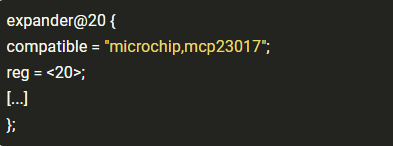 expander@20 {
compatible = "microchip,mcp23017";
reg = <20>;
[...]
};